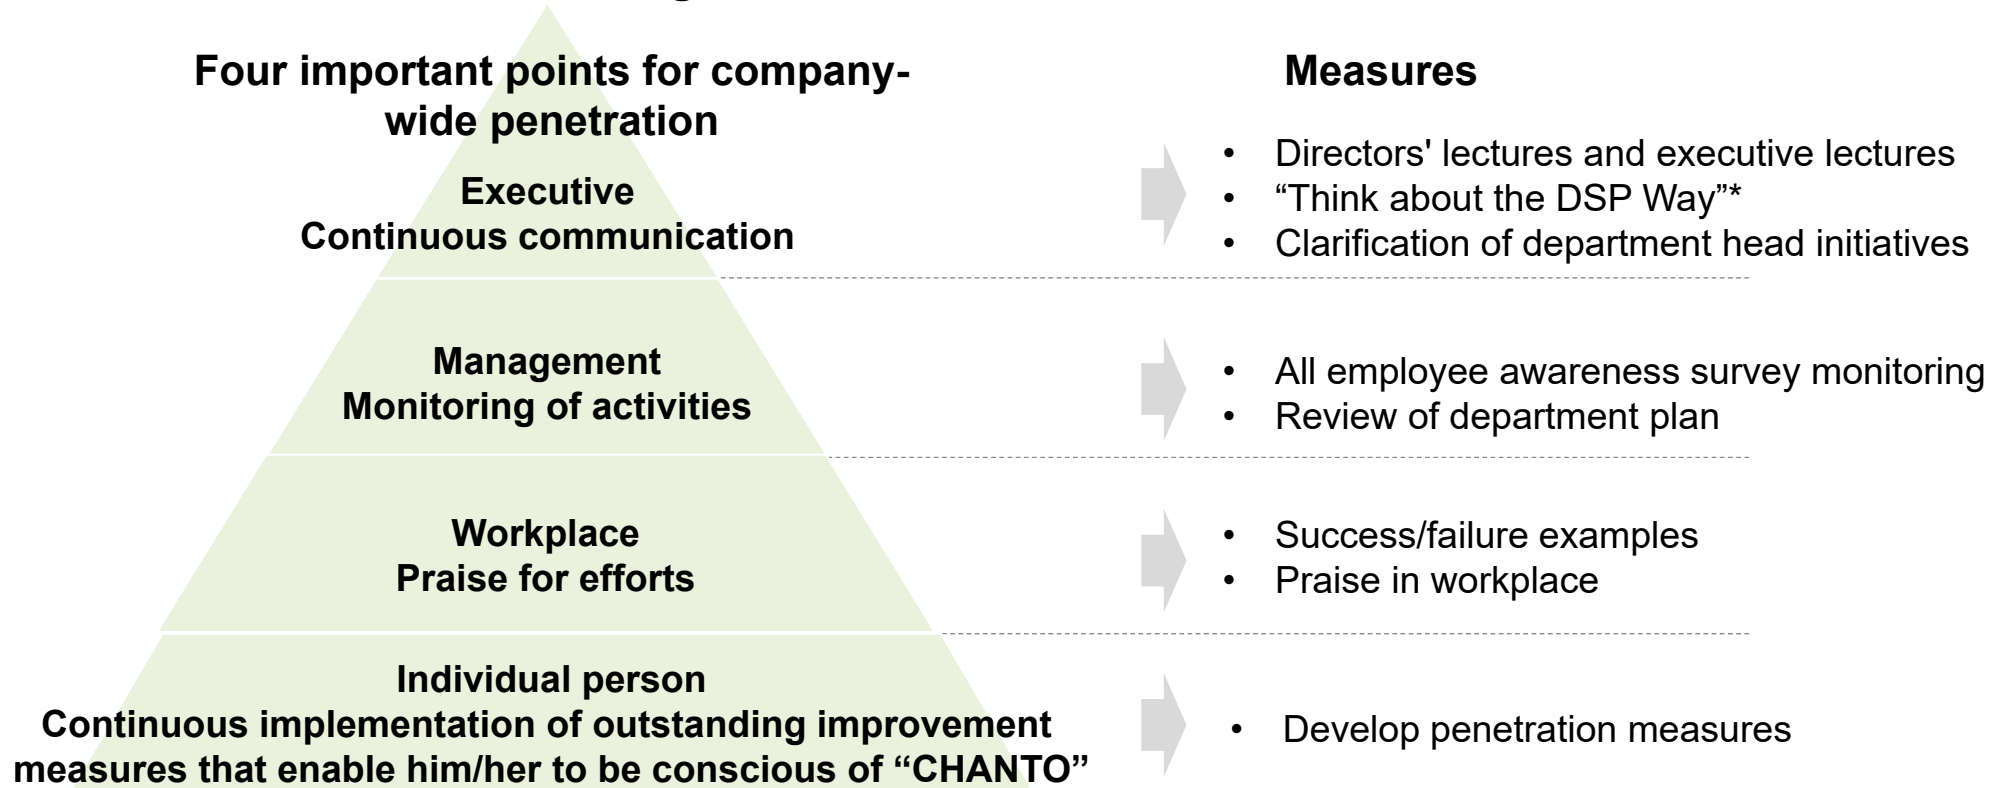 Four important points for company-
wide penetration
Measures
Executive
Continuous communication
• Directors' lectures and executive lectures
• “Think about the DSP Way”*
• Clarification of department head initiatives
Management
Monitoring of activities
• All employee awareness survey monitoring
• Review of department plan
Workplace
Praise for efforts
• Success/failure examples
• Praise in workplace
Individual person
Continuous implementation of outstanding improvement
measures that enable him/her to be conscious of “CHANTO”
• Develop penetration measures